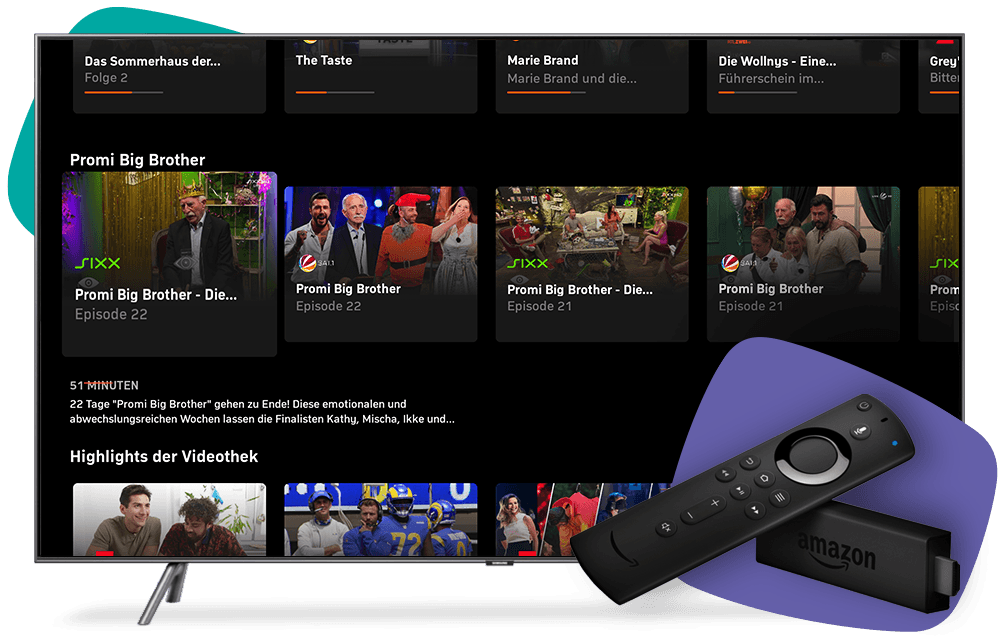 Das Sommerhaus der...
Folge 2
The Taste
Marie Brand
Marie Brand und die...
Die Wollnys - Eine...
Führerschein im...
Grey'
Bitter
Promi Big Brother
sixx
Promi Big Brother - Die...
Episode 22
SAT.1
Promi Big Brother
Episode 22
sixx
Promi Big Brother - Die...
Episode 21
SAT.1
Promi Big Brother
Episode 21
Prom
Episo
51 MINUTEN
22 Tage "Promi Big Brother" gehen zu Ende! Diese emotionalen und
abwechslungsreichen Wochen lassen die Finalisten Kathy, Mischa, Ikke und...
Highlights der Videothek
72
amazon